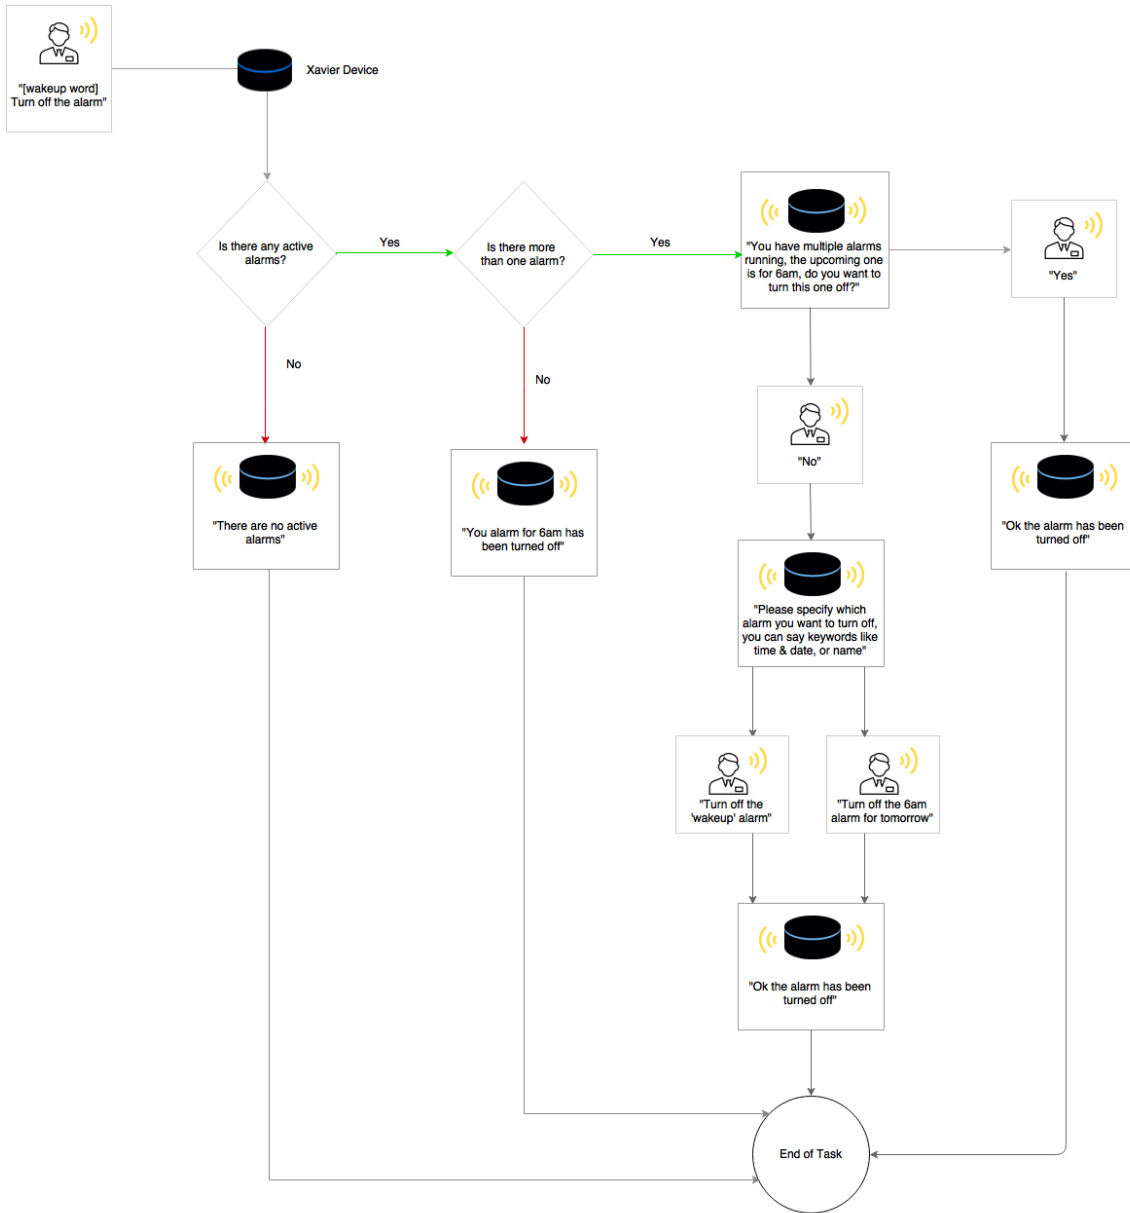 "[wakeup word]
Turn off the alarm"
Xavier Device
Is there any active
alarms?
Yes
Is there more
than one alarm?
Yes
"You have multiple alarms
running, the upcoming one
is for 6am, do you want to
turn this one off?"
"Yes"
No
No
"No"
"There are no active
alarms"
"You alarm for 6am has
been turned off"
"Ok the alarm has been
turned off"
"Please specify which
alarm you want to turn off,
you can say keywords like
time & date, or name"
"Turn off the
'wakeup' alarm"
"Turn off the 6am
alarm for tomorrow"
"Ok the alarm has been
turned off"
End of Task